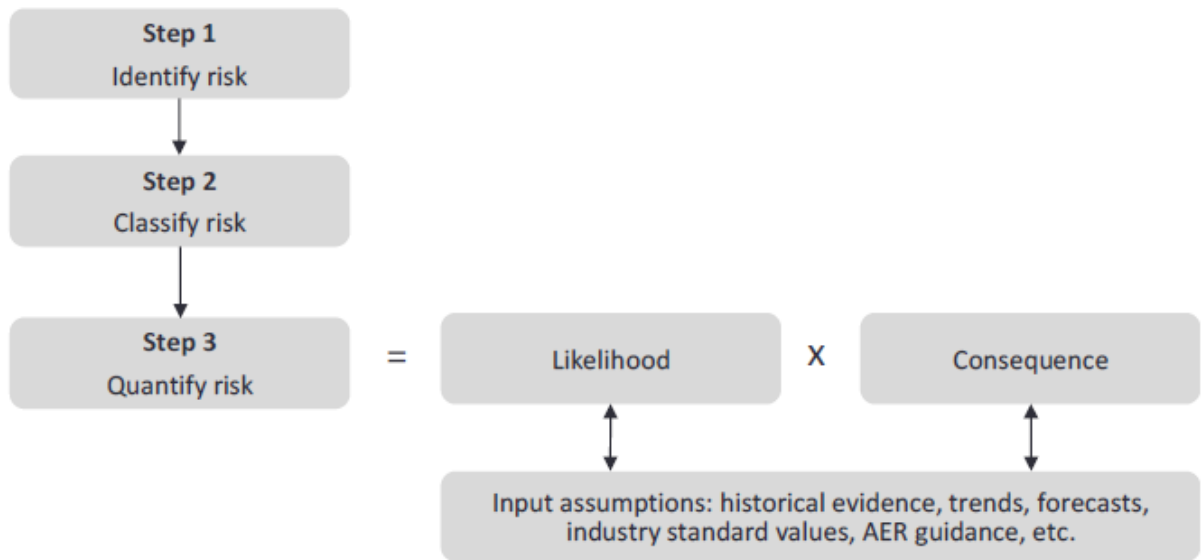 Step 1
Identify risk
Step 2
Classify risk
Step 3
Quantify risk
=
Likelihood
x
Consequence
Input assumptions: historical evidence, trends, forecasts,
industry standard values, AER guidance, etc.